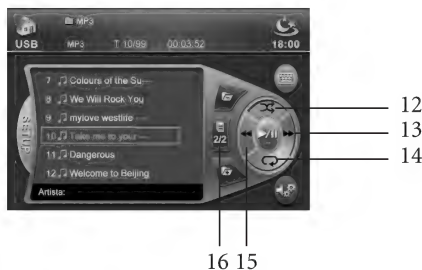 MP3
USB MP3 T 10/99 00:03:52 18:00
7 Colours of the Su---
8 We Will Rock You
9 mylove westlife
10 Take me to your ---
11 Dangerous
12 Welcome to Beijing
Artista:
SETUP
2/2
12
13
14
16 15